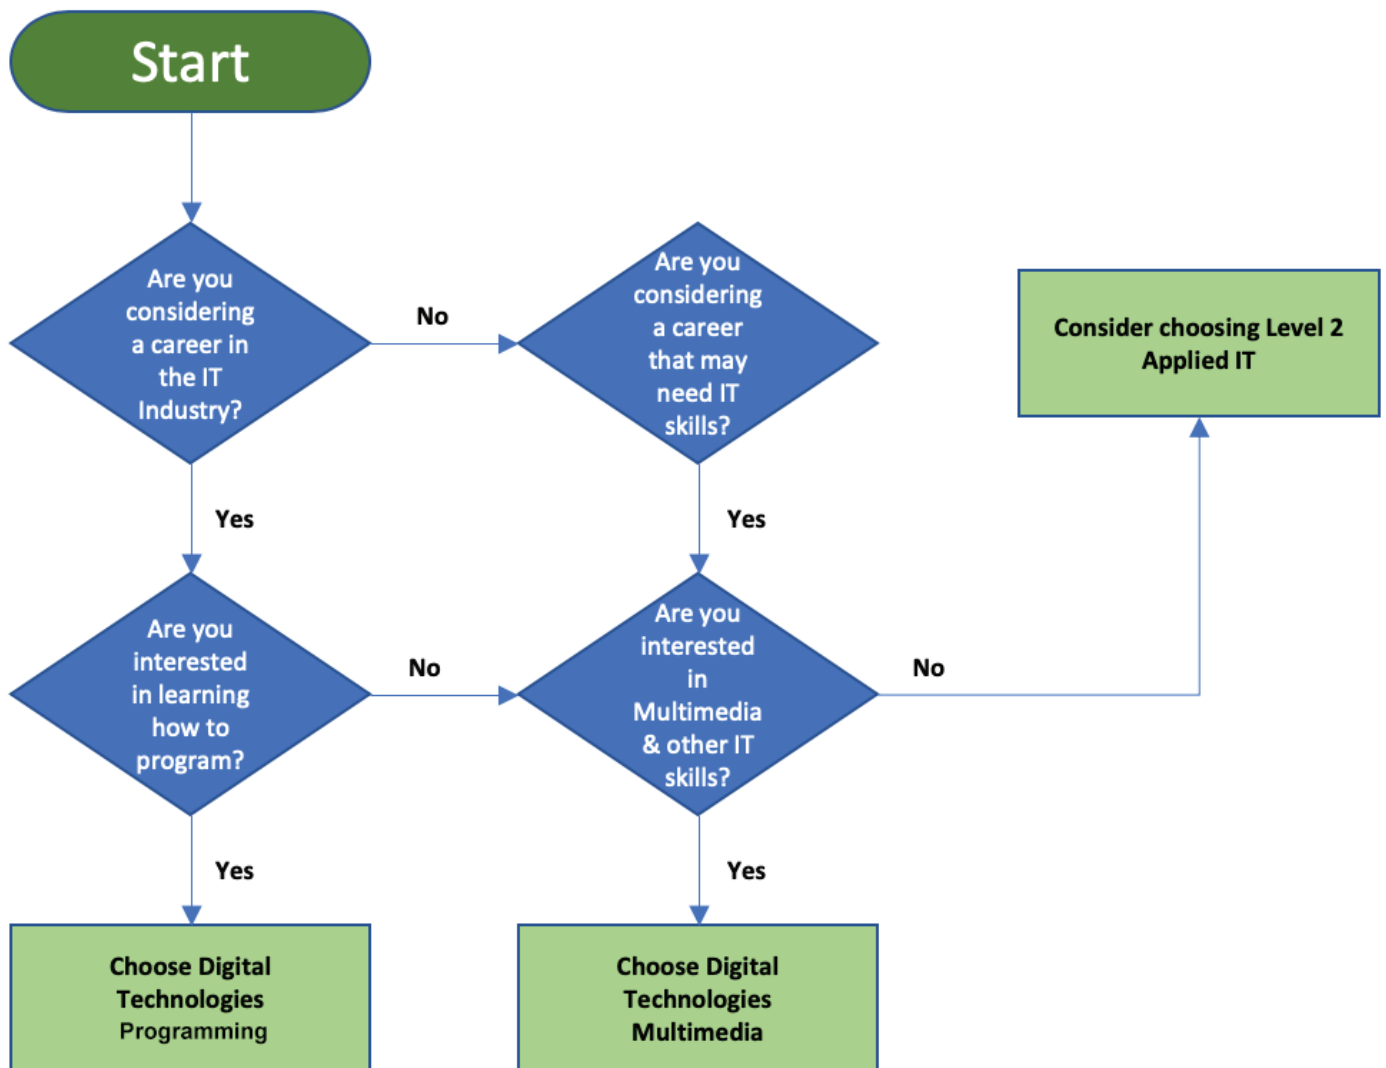 Start
Are you
considering
a career in
the IT
Industry?
No
Are you
considering
a career
that may
need IT
skills?
Consider choosing Level 2
Applied IT
Yes
Yes
Are you
interested
in learning
how to
program?
No
Are you
interested
in
Multimedia
& other IT
skills?
No
Yes
Yes
Choose Digital
Technologies
Programming
Choose Digital
Technologies
Multimedia